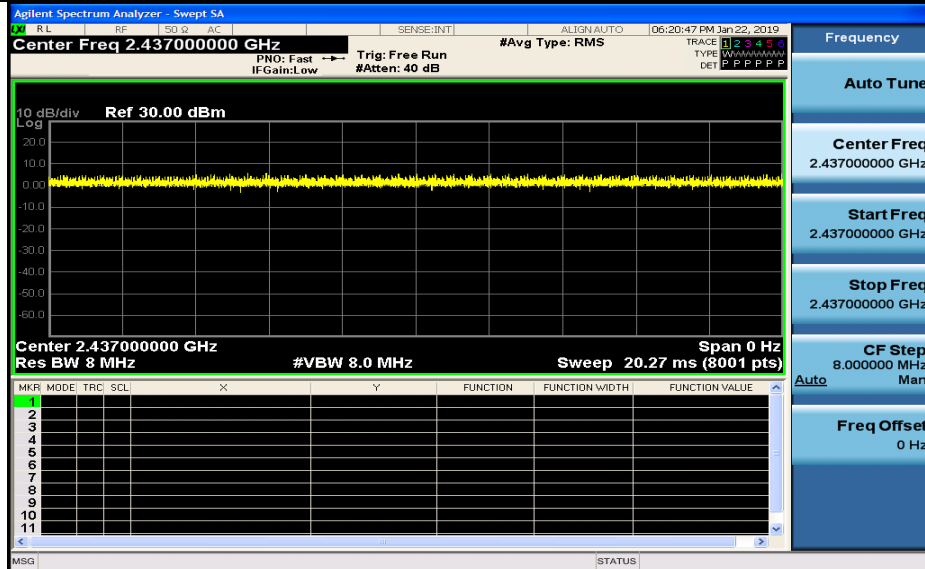 Agilent Spectrum Analyzer - Swept SA
LXI RL RF 50 Ω AC SENSE:INT ALIGN AUTO 06:20:47 PM Jan 22, 2019
Center Freq 2.437000000 GHz #Avg Type: RMS TRACE 1 2 3 4 5 6
PNO: Fast Trig: Free Run TYPE WWWWWW
IFGain:Low #Atten: 40 dB DET P P P P P P
10 dB/div Ref 30.00 dBm
Log
20.0
10.0
0.00
-10.0
-20.0
-30.0
-40.0
-50.0
-60.0
Center 2.437000000 GHz Span 0 Hz
Res BW 8 MHz #VBW 8.0 MHz Sweep 20.27 ms (8001 pts)
MKR MODE TRC SCL X Y FUNCTION FUNCTION WIDTH FUNCTION VALUE
1
2
3
4
5
6
7
8
9
10
11
MSG STATUS
Frequency
Auto Tune
Center Freq
2.437000000 GHz
Start Freq
2.437000000 GHz
Stop Freq
2.437000000 GHz
CF Step
8.000000 MHz
Auto Man
Freq Offset
0 Hz